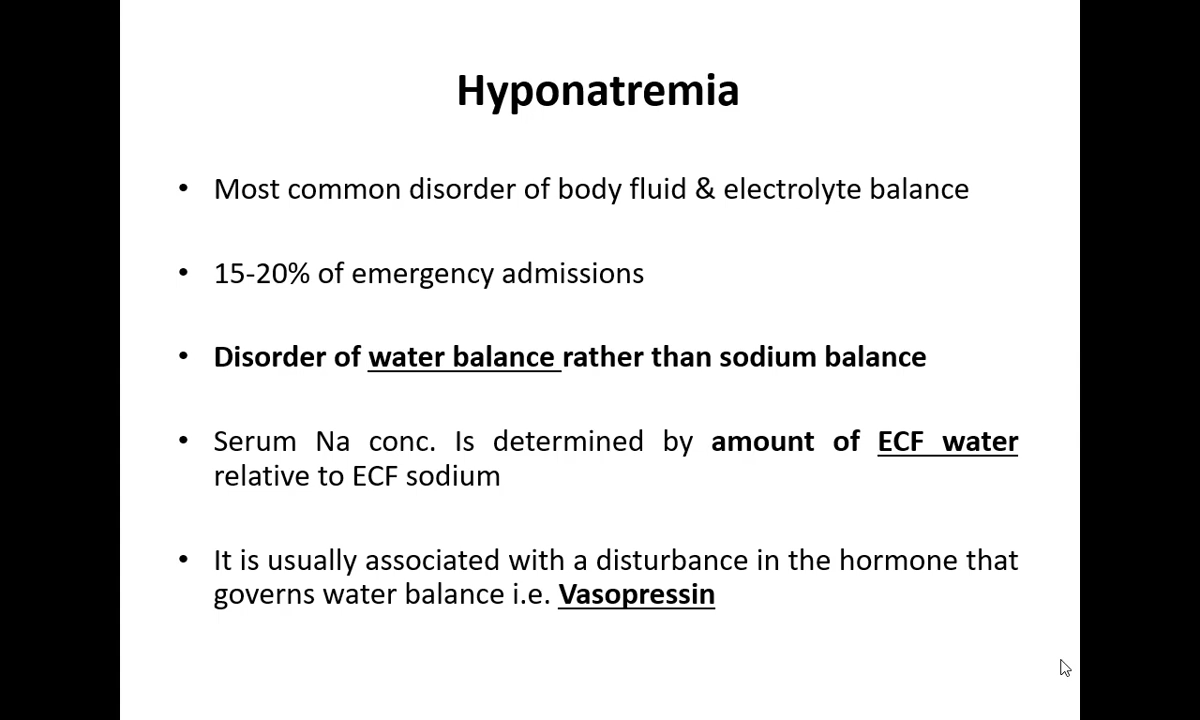 Hyponatremia
• Most common disorder of body fluid & electrolyte balance
• 15-20% of emergency admissions
• Disorder of water balance rather than sodium balance
• Serum Na conc. Is determined by amount of ECF water
relative to ECF sodium
• It is usually associated with a disturbance in the hormone that
governs water balance i.e. Vasopressin